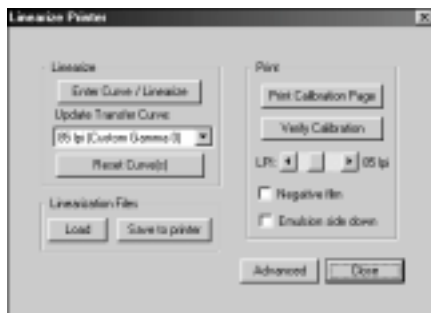 Linearize Printer
Linearize
Enter Curve / Linearize
Update Transfer Curve:
85 lpi (Custom Gamma 0)
Reset Curve(s)
Linearization Files
Load
Save to printer
Print
Print Calibration Page
Verify Calibration
LPI:
85 lpi
Negative film
Emulsion side down
Advanced
Close